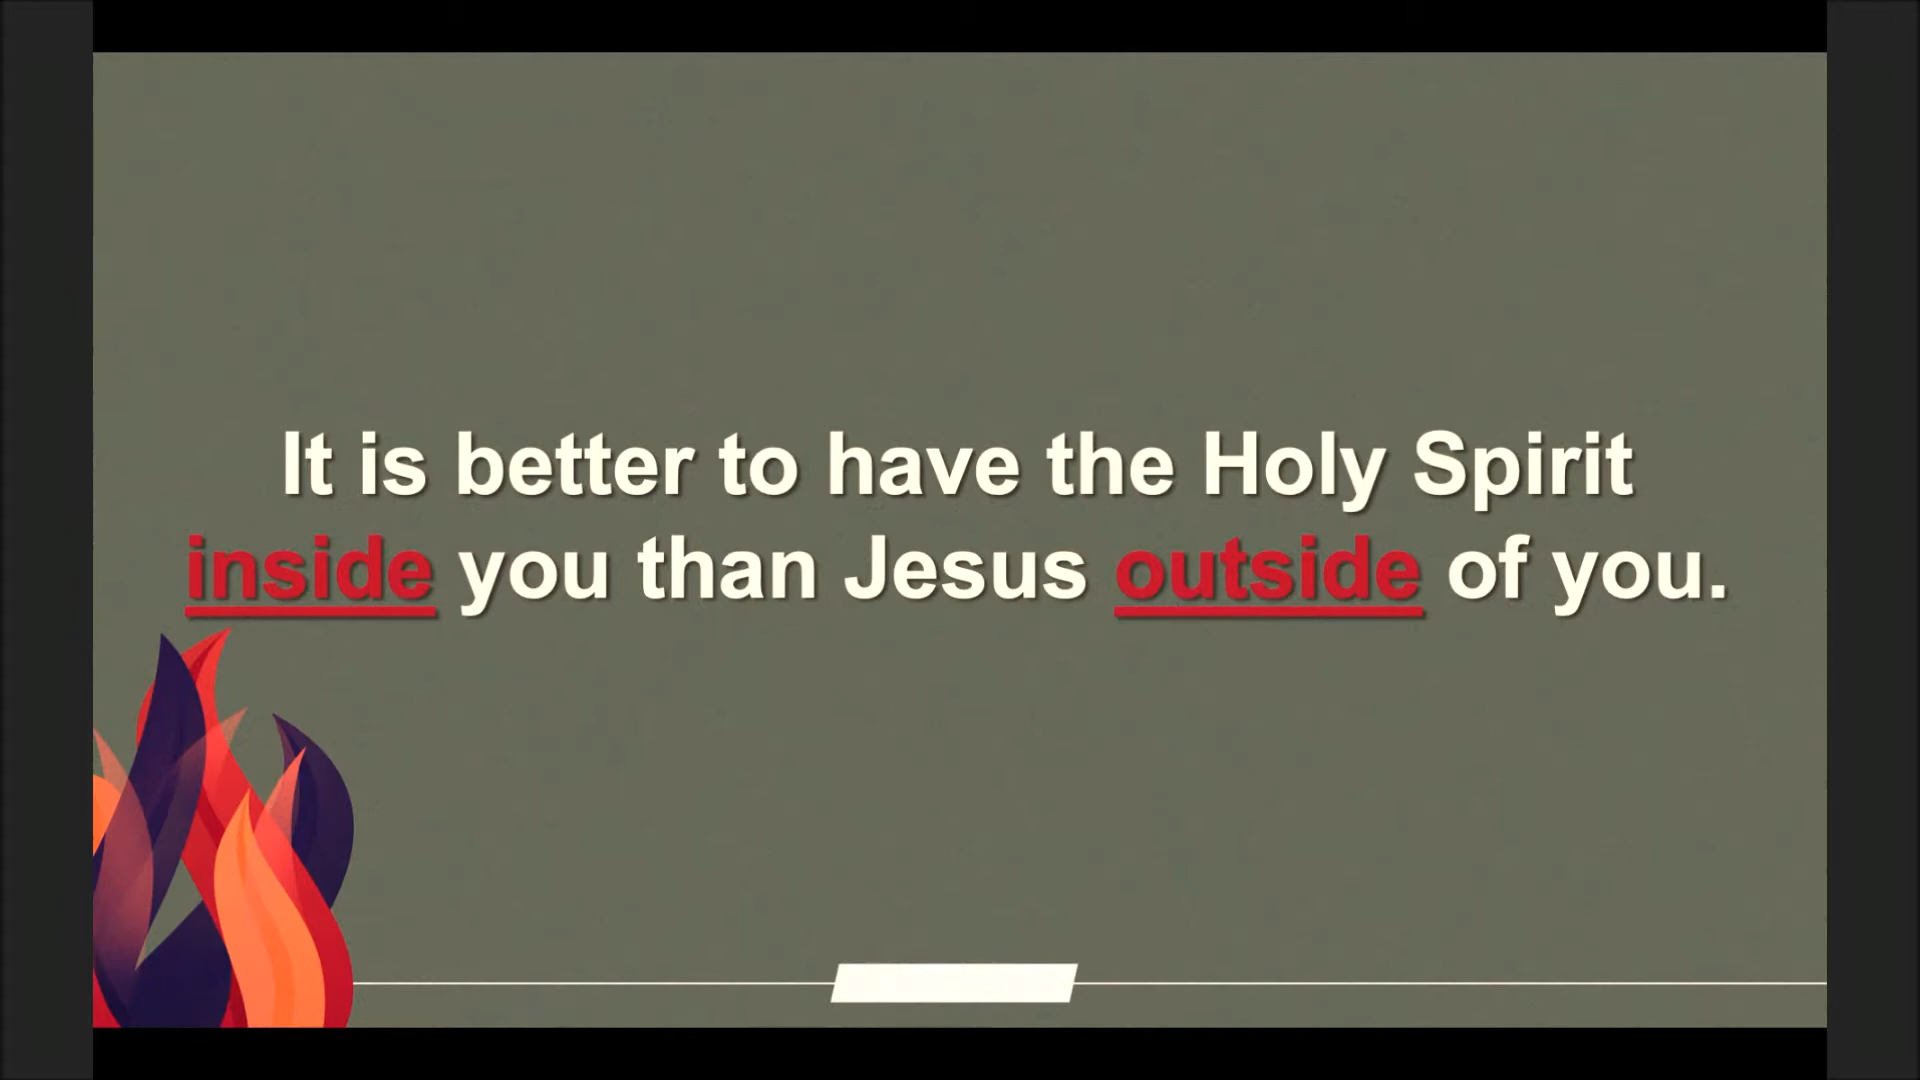 It is better to have the Holy Spirit
inside you than Jesus outside of you.